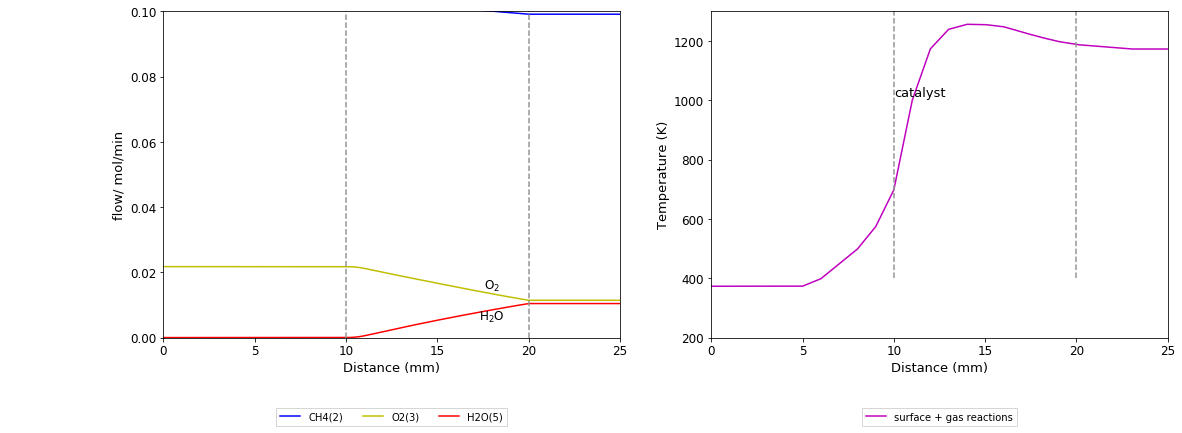 0.10
0.08
0.06
0.04
0.02
0.00
flow/ mol/min
O₂
H₂O
0 5 10 15 20 25
Distance (mm)
CH4(2) O2(3) H2O(5)
1200
1000
800
600
400
200
Temperature (K)
catalyst
0 5 10 15 20 25
Distance (mm)
surface + gas reactions